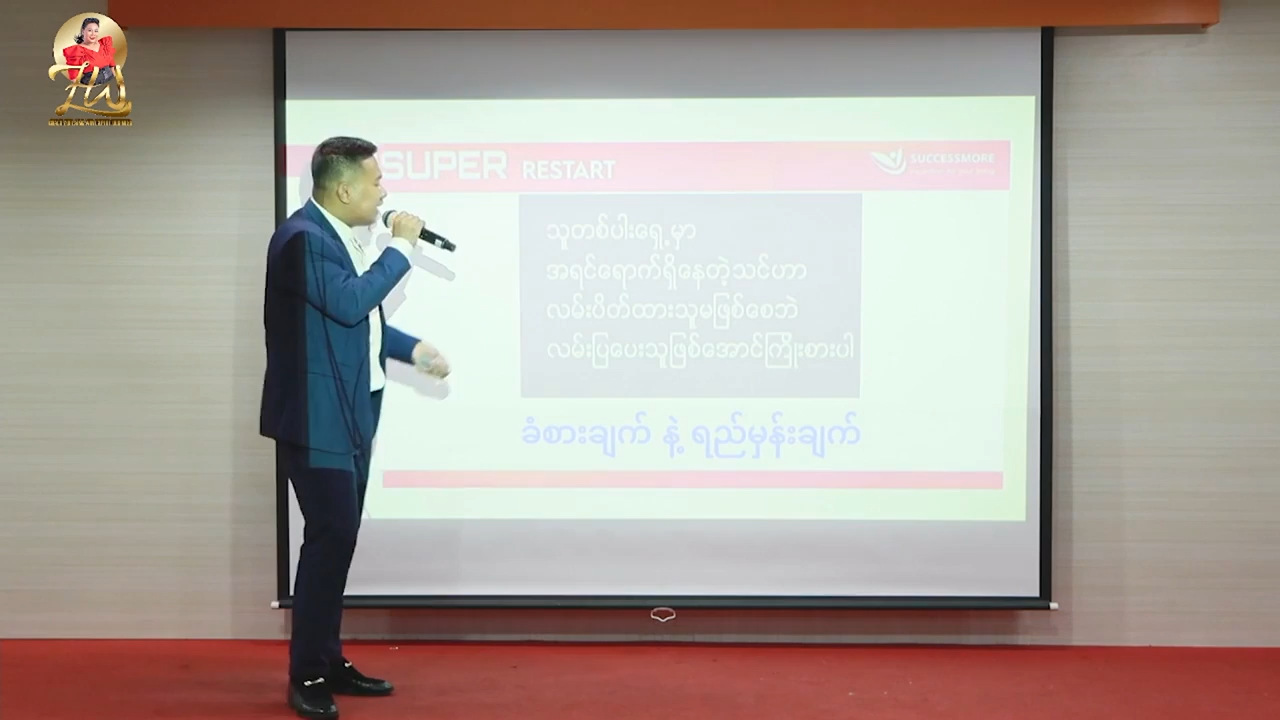 SUPER RESTART
SUCCESSMORE
သူတစ်ပါးရှေ့မှာ
အရင်ရောက်ရှိနေတဲ့သင်ဟာ
လမ်းပိတ်ထားသူမဖြစ်စေဘဲ
လမ်းပြပေးသူဖြစ်အောင်ကြိုးစားပါ
ခံစားချက် နဲ့ ရည်မှန်းချက်